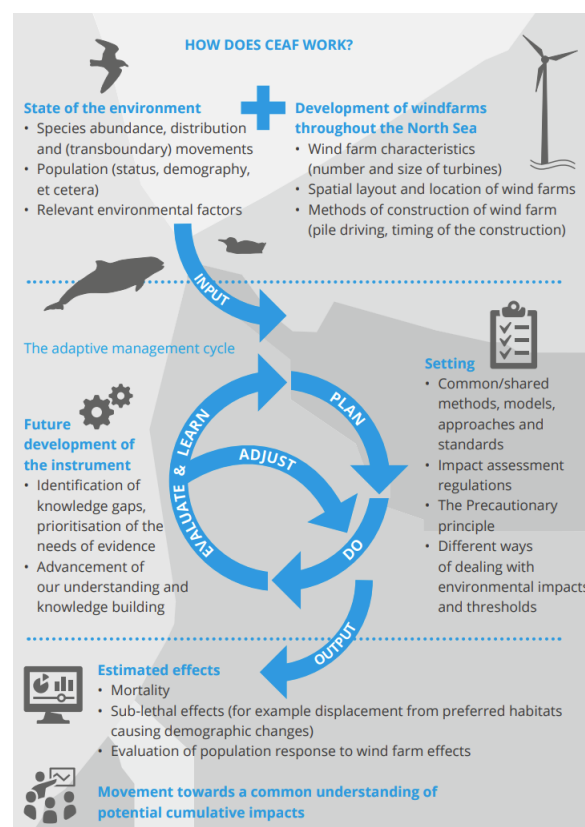 HOW DOES CEAF WORK?
State of the environment
• Species abundance, distribution
and (transboundary) movements
• Population (status, demography,
et cetera)
• Relevant environmental factors
Development of windfarms
throughout the North Sea
• Wind farm characteristics
(number and size of turbines)
• Spatial layout and location of wind farms
• Methods of construction of wind farm
(pile driving, timing of the construction)
INPUT
The adaptive management cycle
PLAN
DO
EVALUATE & LEARN
ADJUST
Future
development of
the instrument
• Identification of
knowledge gaps,
prioritisation of the
needs of evidence
• Advancement of
our understanding and
knowledge building
Setting
• Common/shared
methods, models,
approaches and
standards
• Impact assessment
regulations
• The Precautionary
principle
• Different ways
of dealing with
environmental impacts
and thresholds
OUTPUT
Estimated effects
• Mortality
• Sub-lethal effects (for example displacement from preferred habitats
causing demographic changes)
• Evaluation of population response to wind farm effects
Movement towards a common understanding of
potential cumulative impacts